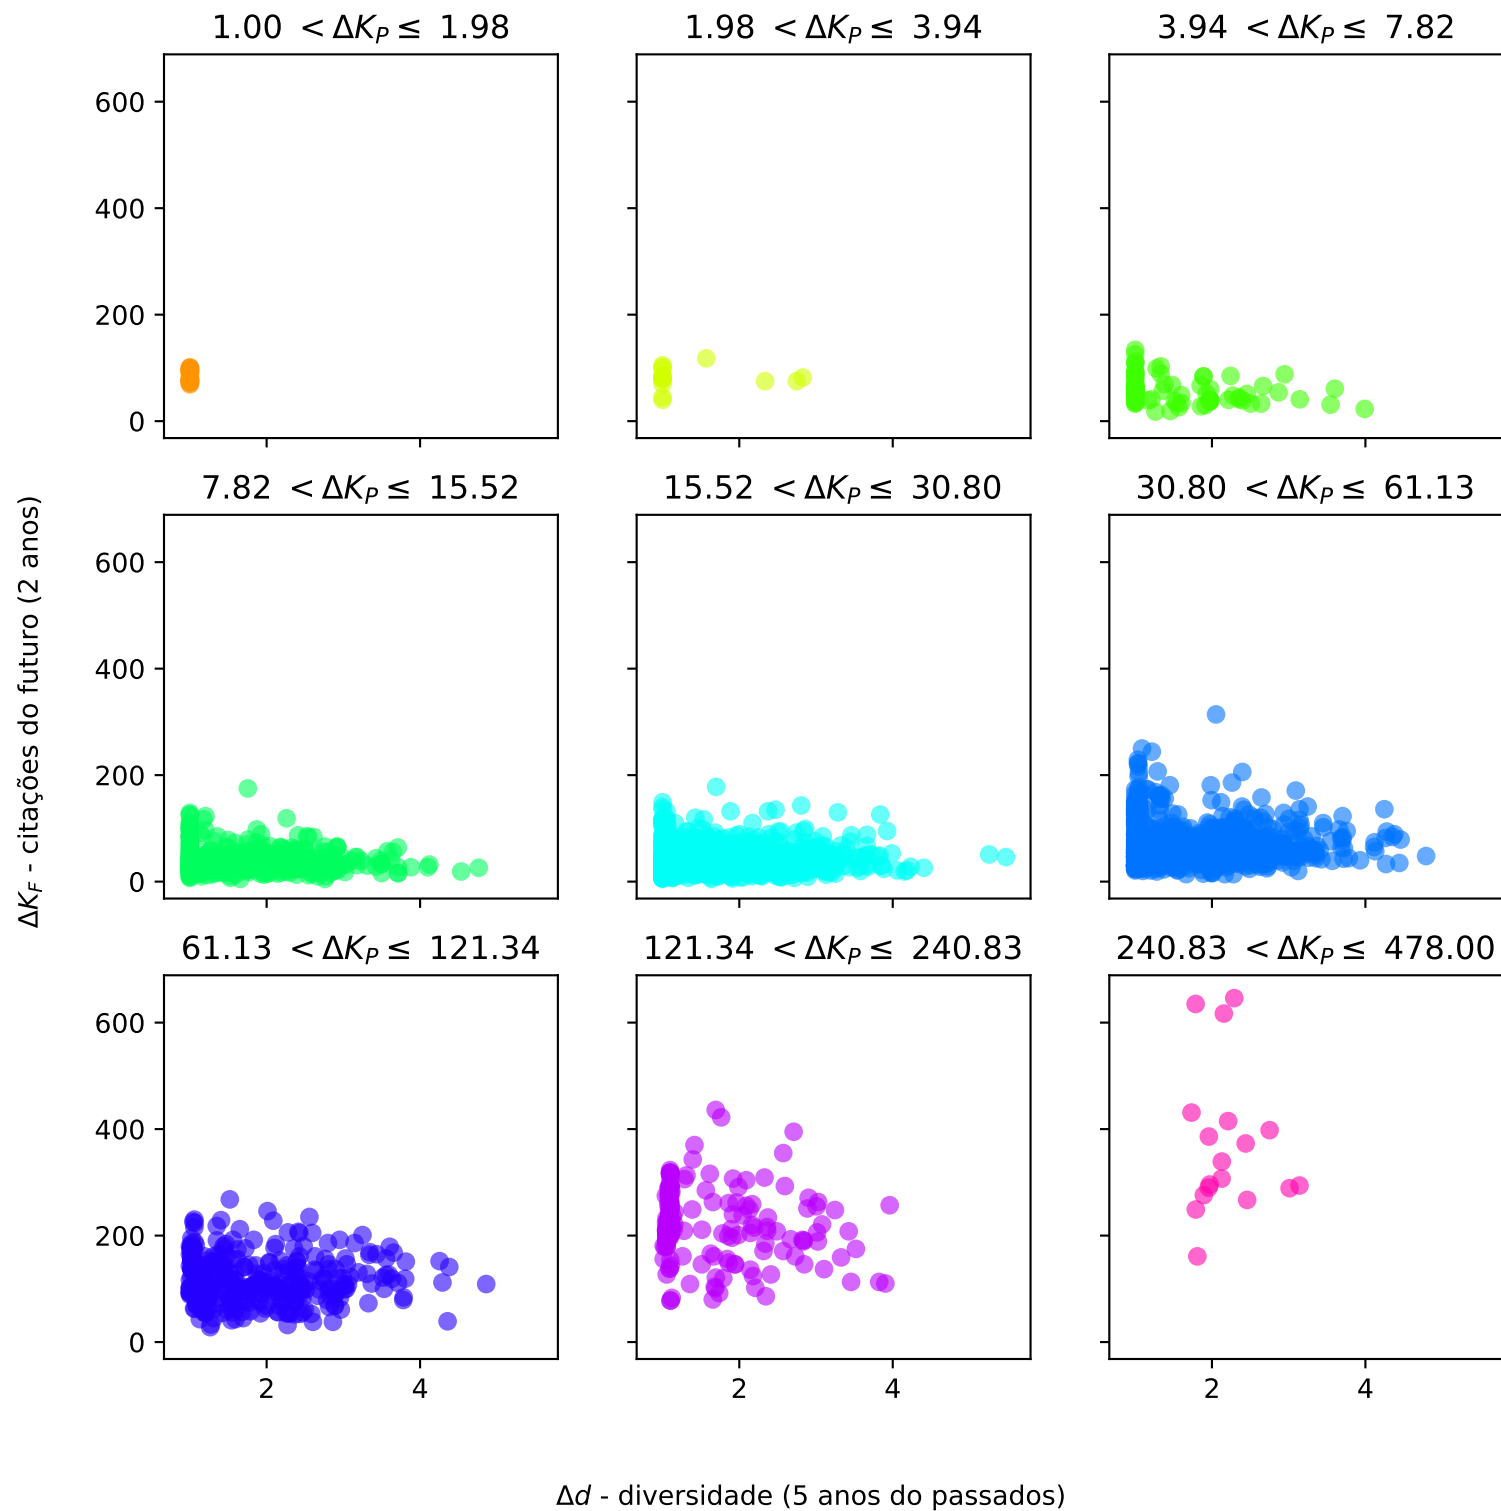 1.00 < ΔK_P ≤ 1.98
1.98 < ΔK_P ≤ 3.94
3.94 < ΔK_P ≤ 7.82
600
400
200
0
7.82 < ΔK_P ≤ 15.52
15.52 < ΔK_P ≤ 30.80
30.80 < ΔK_P ≤ 61.13
600
400
200
0
ΔK_F - citações do futuro (2 anos)
61.13 < ΔK_P ≤ 121.34
121.34 < ΔK_P ≤ 240.83
240.83 < ΔK_P ≤ 478.00
600
400
200
0
2 4
2 4
2 4
Δd - diversidade (5 anos do passados)